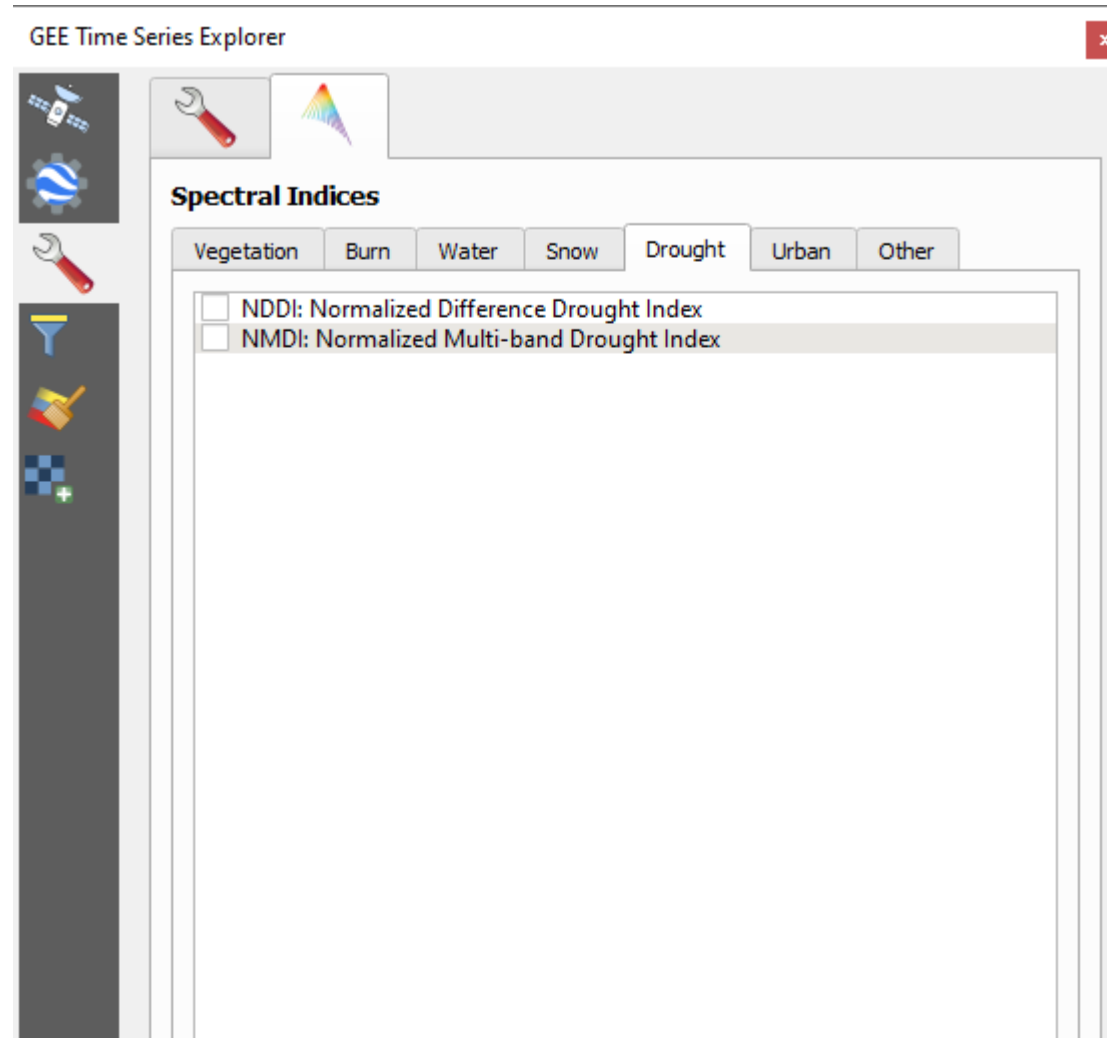 GEE Time Series Explorer
x
Spectral Indices
Vegetation Burn Water Snow Drought Urban Other
NDDI: Normalized Difference Drought Index
NMDI: Normalized Multi-band Drought Index